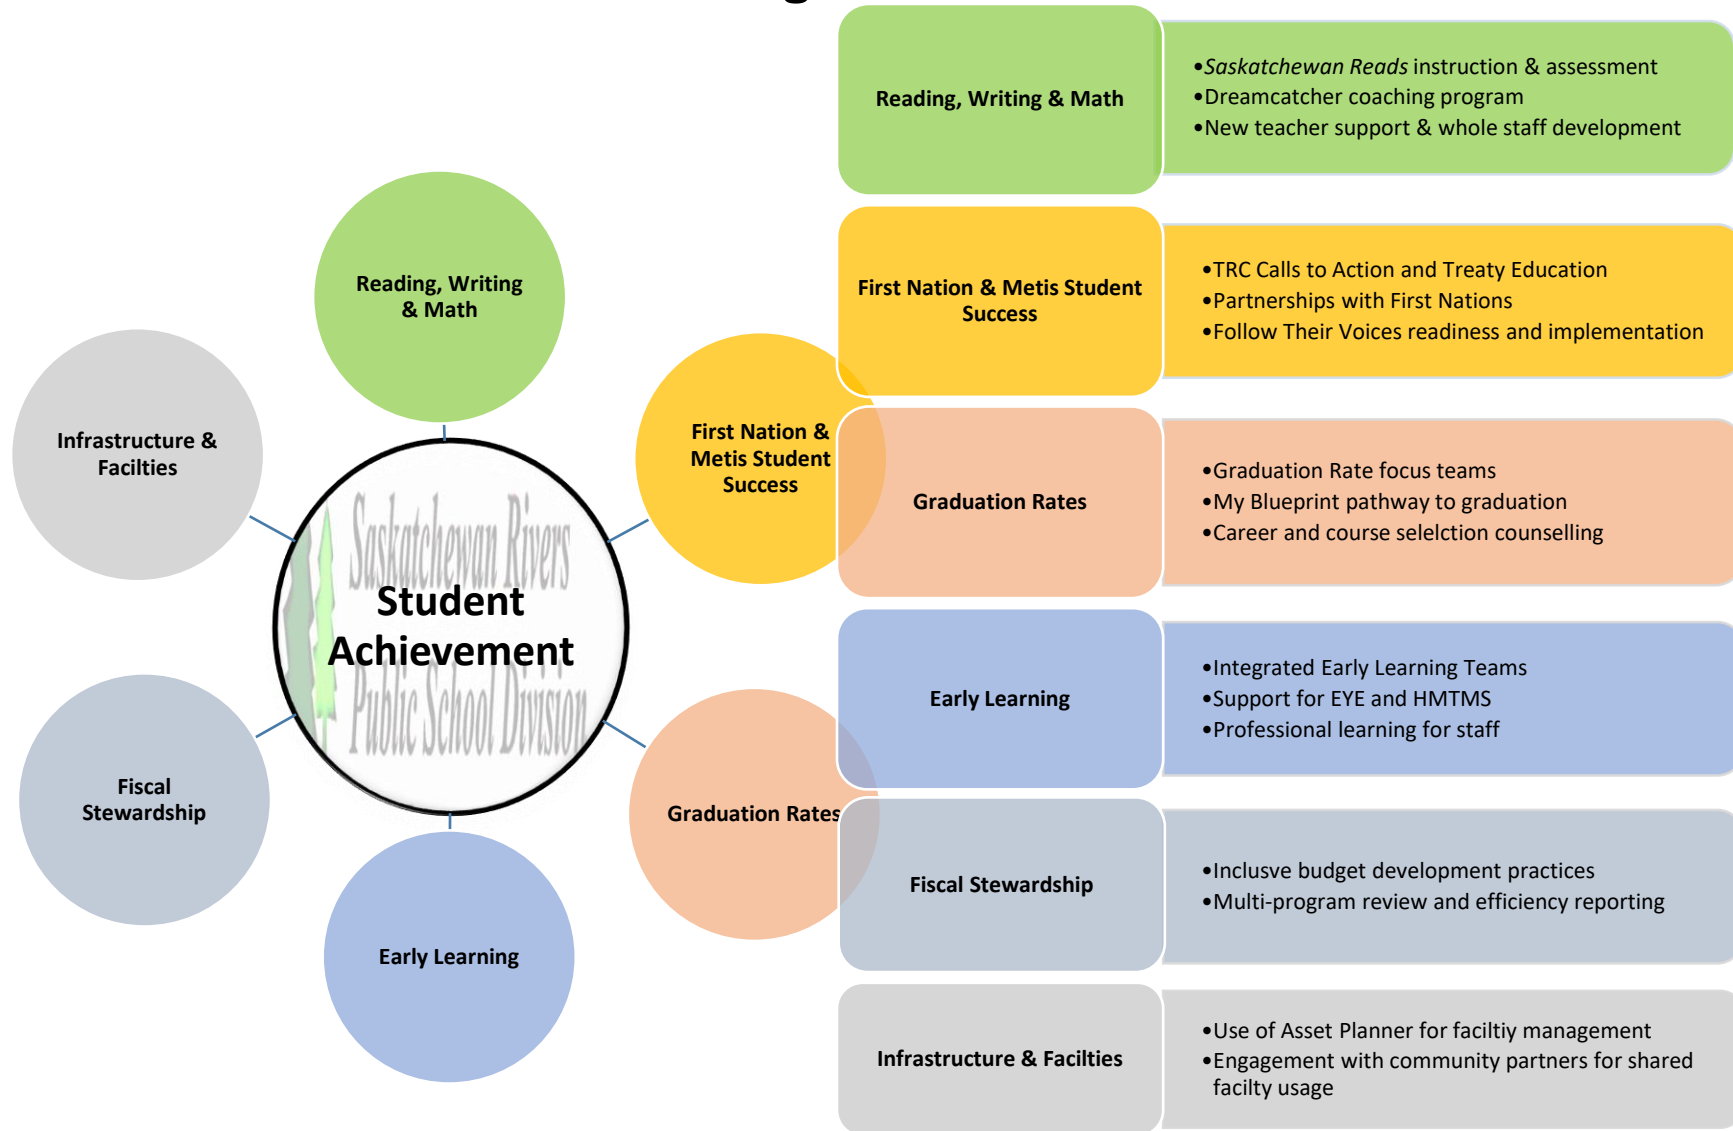 g
Reading, Writing
& Math
Infrastructure &
Facilties
First Nation &
Metis Student
Success
Saskatchewan Rivers
Student
Achievement
Public School Division
Fiscal
Stewardship
Graduation Rates
Early Learning
Reading, Writing & Math
•Saskatchewan Reads instruction & assessment
•Dreamcatcher coaching program
•New teacher support & whole staff development
First Nation & Metis Student
Success
•TRC Calls to Action and Treaty Education
•Partnerships with First Nations
•Follow Their Voices readiness and implementation
Graduation Rates
•Graduation Rate focus teams
•My Blueprint pathway to graduation
•Career and course selelction counselling
Early Learning
•Integrated Early Learning Teams
•Support for EYE and HMTMS
•Professional learning for staff
Fiscal Stewardship
•Inclusve budget development practices
•Multi-program review and efficiency reporting
Infrastructure & Facilties
•Use of Asset Planner for faciltiy management
•Engagement with community partners for shared
facilty usage